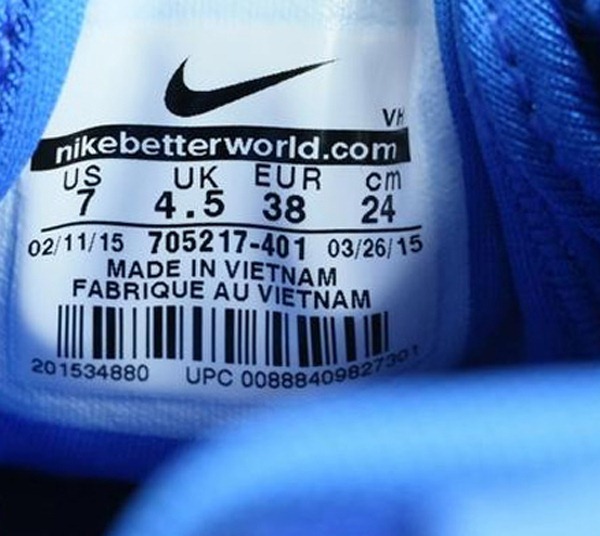 VH
nikebetterworld.com
US UK EUR cm
7 4.5 38 24
02/11/15 705217-401 03/26/15
MADE IN VIETNAM
FABRIQUE AU VIETNAM
201534880 UPC 00888409827301